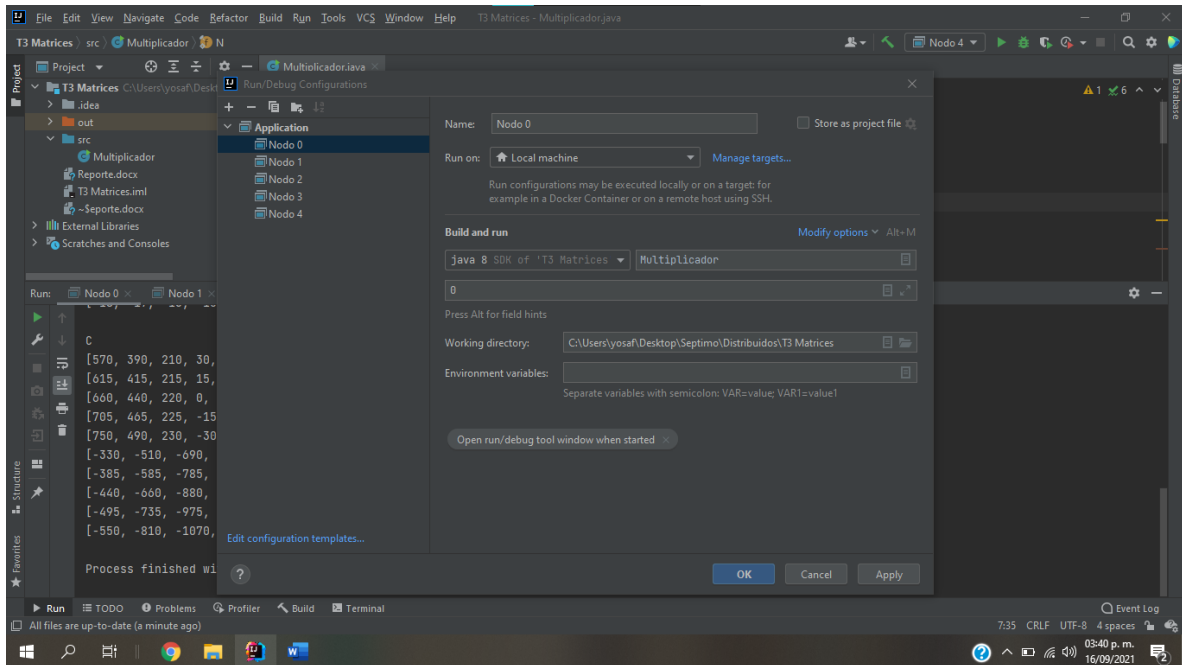 File Edit View Navigate Code Refactor Build Run Tools VCS Window Help T3 Matrices - Multiplicador.java
T3 Matrices src Multiplicador N
Nodo 4
Project
Multiplicador.java
T3 Matrices C:\Users\yosaf\Deskt
.idea
out
src
Multiplicador
Reporte.docx
T3 Matrices.iml
~$eporte.docx
External Libraries
Scratches and Consoles
Project
Database
1 6
Run/Debug Configurations
Application
Nodo 0
Nodo 1
Nodo 2
Nodo 3
Nodo 4
Edit configuration templates...
Name: Nodo 0 Store as project file
Run on: Local machine Manage targets...
Run configurations may be executed locally or on a target: for
example in a Docker Container or on a remote host using SSH.
Build and run Modify options Alt+M
java 8 SDK of 'T3 Matrices Multiplicador
0
Press Alt for field hints
Working directory: C:\Users\yosaf\Desktop\Septimo\Distribuidos\T3 Matrices
Environment variables:
Separate variables with semicolon: VAR=value; VAR1=value1
Open run/debug tool window when started
? OK Cancel Apply
Run: Nodo 0 Nodo 1
C
[570, 390, 210, 30,
[615, 415, 215, 15,
[660, 440, 220, 0,
[705, 465, 225, -15
[750, 490, 230, -30
[-330, -510, -690,
[-385, -585, -785,
[-440, -660, -880,
[-495, -735, -975,
[-550, -810, -1070,
Process finished wi
Structure
Favorites
Run TODO Problems Profiler Build Terminal Event Log
All files are up-to-date (a minute ago) 7:35 CRLF UTF-8 4 spaces
03:40 p. m.
16/09/2021
2